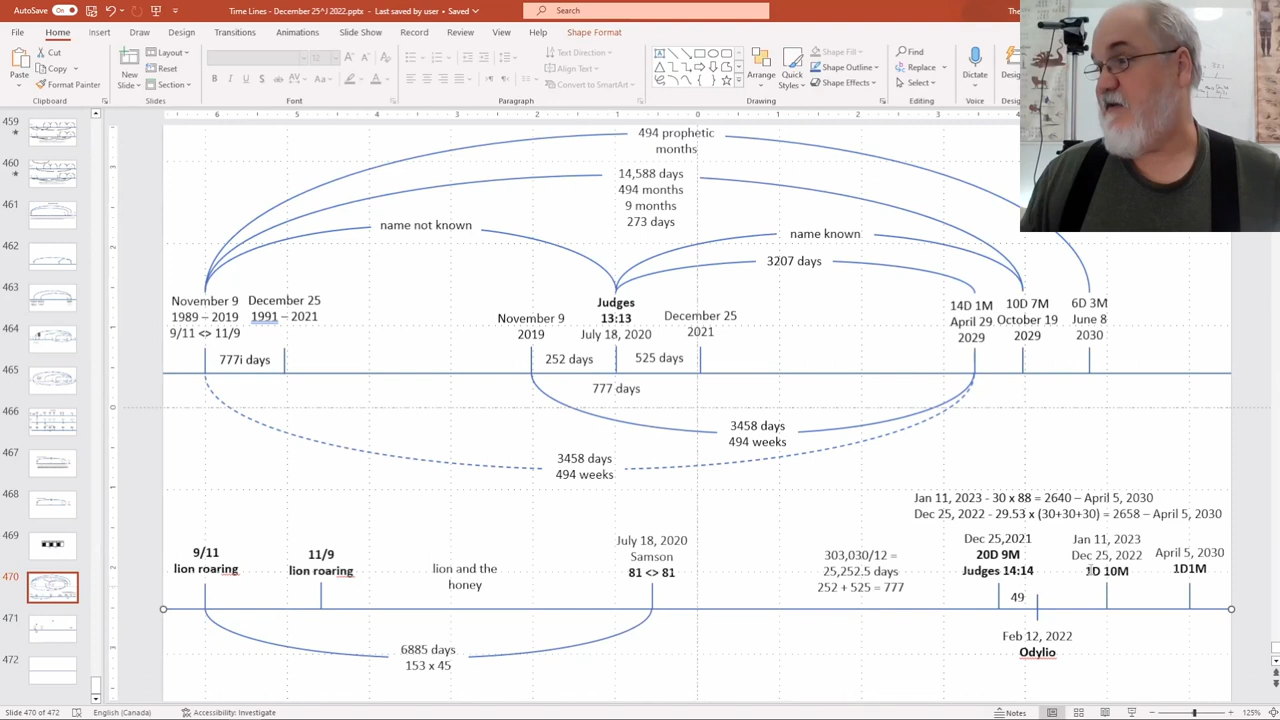 AutoSave
On
Time Lines - December 25^J 2022.pptx • Last saved by user • Saved
Search
File
Home
Insert
Draw
Design
Transitions
Animations
Slide Show
Record
Review
View
Help
Shape Format
Paste
Cut
Copy
Format Painter
Clipboard
New
Slide
Layout
Reset
Section
Slides
Font
Text Direction
Align Text
Convert to SmartArt
Paragraph
Arrange
Quick
Styles
Shape Fill
Shape Outline
Shape Effects
Drawing
Find
Replace
Select
Editing
Dictate
Voice
460
461
464
466
467
468
469
471
494 prophetic
months
14,588 days
494 months
9 months
273 days
name not known
name known
3207 days
November 9
1989 – 2019
9/11 <> 11/9
December 25
1991 – 2021
777i days
November 9
2019
Judges
13:13
July 18, 2020
December 25
2021
252 days
525 days
777 days
14D 1M
April 29
2029
10D 7M
October 19
2029
6D 3M
June 8
2030
3458 days
494 weeks
3458 days
494 weeks
Jan 11, 2023 - 30 x 88 = 2640 – April 5, 2030
Dec 25, 2022 - 29.53 x (30+30+30) = 2658 – April 5, 2030
9/11
lion roaring
11/9
lion roaring
lion and the
honey
July 18, 2020
Samson
81 <> 81
303,030/12 =
25,252.5 days
252 + 525 = 777
Dec 25,2021
20D 9M
Judges 14:14
49
Jan 11, 2023
Dec 25, 2022
1D 10M
April 5, 2030
1D1M
Feb 12, 2022
Odylio
6885 days
153 x 45
Slide 470 of 472
English (Canada)
Accessibility: Investigate
Notes
125%